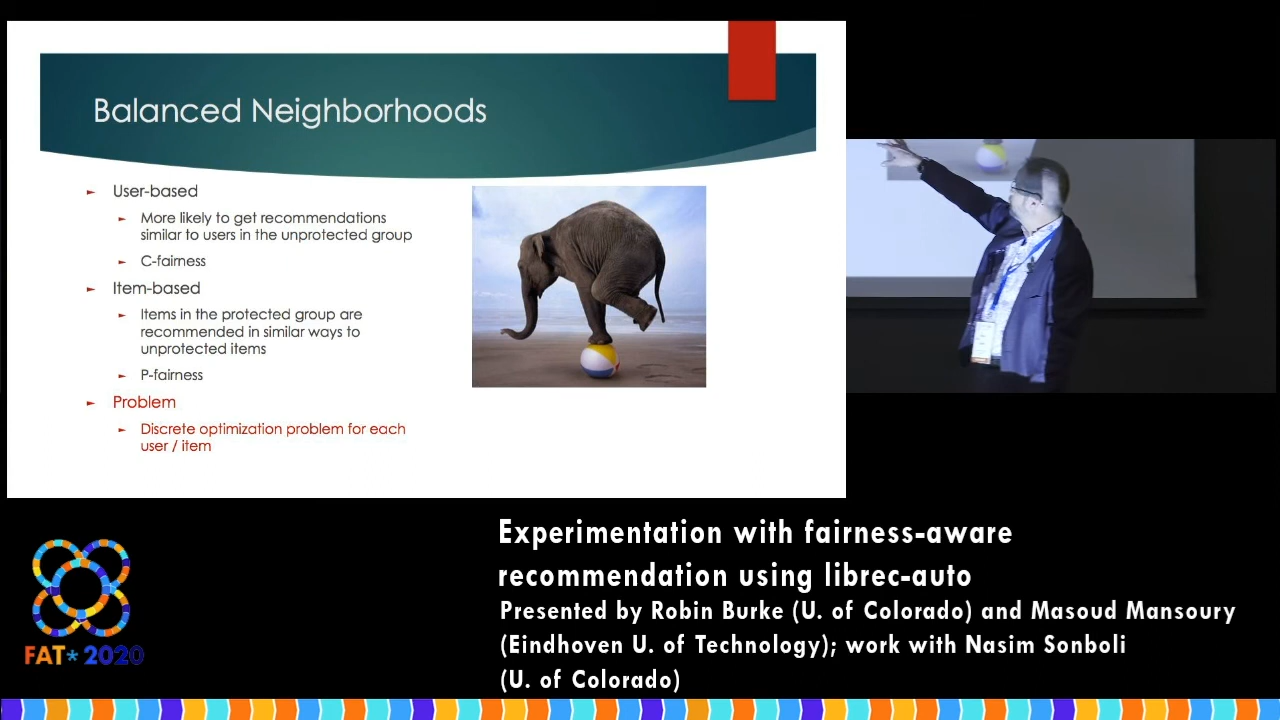 Balanced Neighborhoods
User-based
More likely to get recommendations
similar to users in the unprotected group
C-fairness
Item-based
Items in the protected group are
recommended in similar ways to
unprotected items
P-fairness
Problem
Discrete optimization problem for each
user / item
Experimentation with fairness-aware
recommendation using librec-auto
Presented by Robin Burke (U. of Colorado) and Masoud Mansoury
(Eindhoven U. of Technology); work with Nasim Sonboli
(U. of Colorado)
FAT* 2020